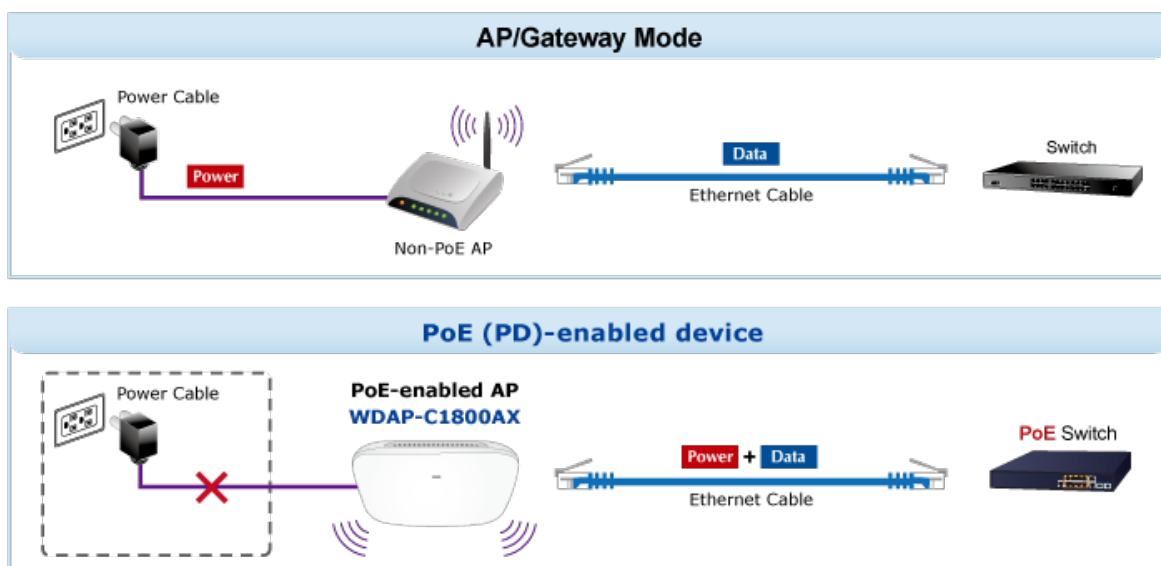 AP/Gateway Mode
Power Cable
Power
Non-PoE AP
Data
Ethernet Cable
Switch
PoE (PD)-enabled device
Power Cable
PoE-enabled AP
WDAP-C1800AX
Power + Data
Ethernet Cable
PoE Switch